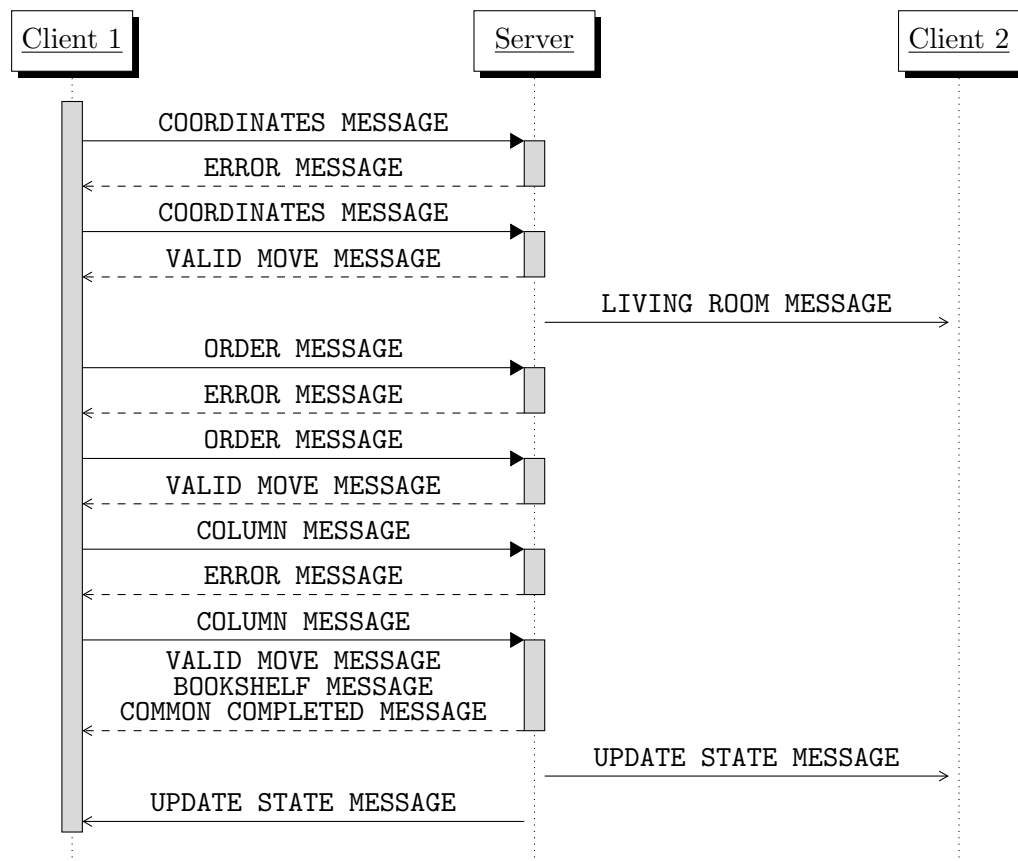 Client 1
Server
Client 2
COORDINATES MESSAGE
ERROR MESSAGE
COORDINATES MESSAGE
VALID MOVE MESSAGE
LIVING ROOM MESSAGE
ORDER MESSAGE
ERROR MESSAGE
ORDER MESSAGE
VALID MOVE MESSAGE
COLUMN MESSAGE
ERROR MESSAGE
COLUMN MESSAGE
VALID MOVE MESSAGE
BOOKSHELF MESSAGE
COMMON COMPLETED MESSAGE
UPDATE STATE MESSAGE
UPDATE STATE MESSAGE